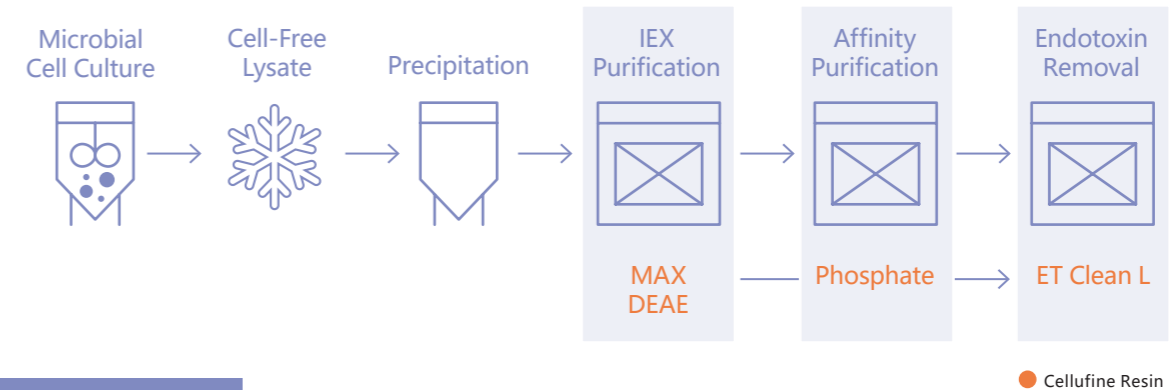 Microbial
Cell Culture
Cell-Free
Lysate
Precipitation
IEX
Purification
Affinity
Purification
Endotoxin
Removal
MAX
DEAE
Phosphate
ET Clean L
Cellufine Resin